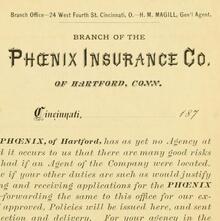 Branch Office—24 West Fourth St. Cincinnati, O.—H. M. MAGILL, Gen'l Agent.
BRANCH OF THE
PHŒNIX INSURANCE CO.
OF HARTFORD, CONN.
Cincinnati, 187
PHŒNIX, of Hartford, has as yet no Agency at
d it occurs to us that there are many good risks
had if an Agent of the Company were located.
e if your other duties are such as would justify
ng and receiving applications for the PHŒNIX
forwarding the same to this office for our ex-
d approved, Policies will be issued here, and sent
ection and delivery. For your agency in the